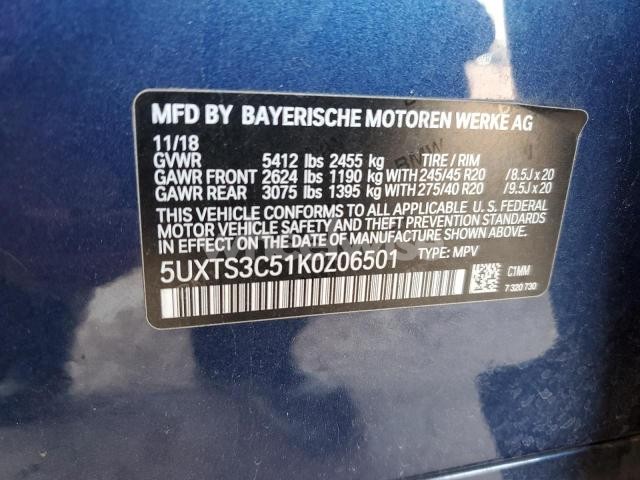 MFD BY BAYERISCHE MOTOREN WERKE AG
11/18
GVWR 5412 lbs 2455 kg TIRE / RIM
GAWR FRONT 2624 lbs 1190 kg WITH 245/45 R20 /8.5J x 20
GAWR REAR 3075 lbs 1395 kg WITH 275/40 R20 /9.5J x 20
THIS VEHICLE CONFORMS TO ALL APPLICABLE U. S. FEDERAL
MOTOR VEHICLE SAFETY AND THEFT PREVENTION STANDARDS
IN EFFECT ON THE DATE OF MANUFACTURE SHOWN ABOVE.
5UXTS3C51K0Z06501 TYPE: MPV
C1MM
7 320 730